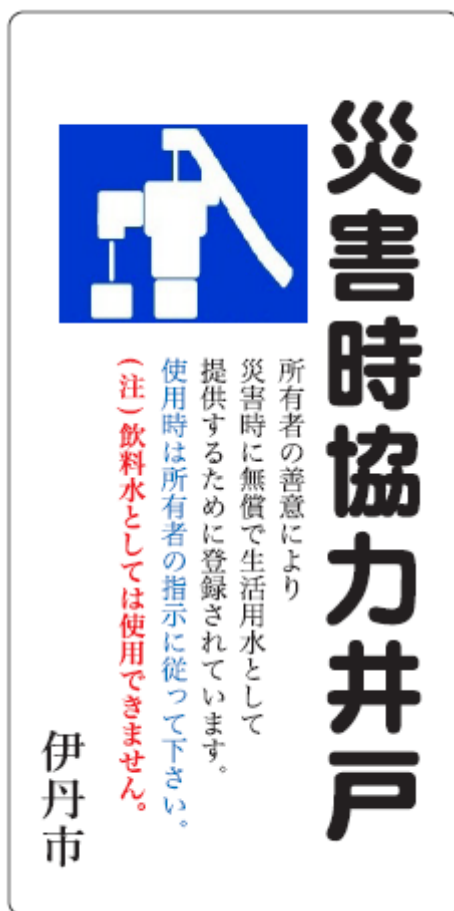 災害時協力井戸
所有者の善意により
災害時に無償で生活用水として
提供するために登録されています。
使用時は所有者の指示に従って下さい。
(注)飲料水としては使用できません。
伊丹市